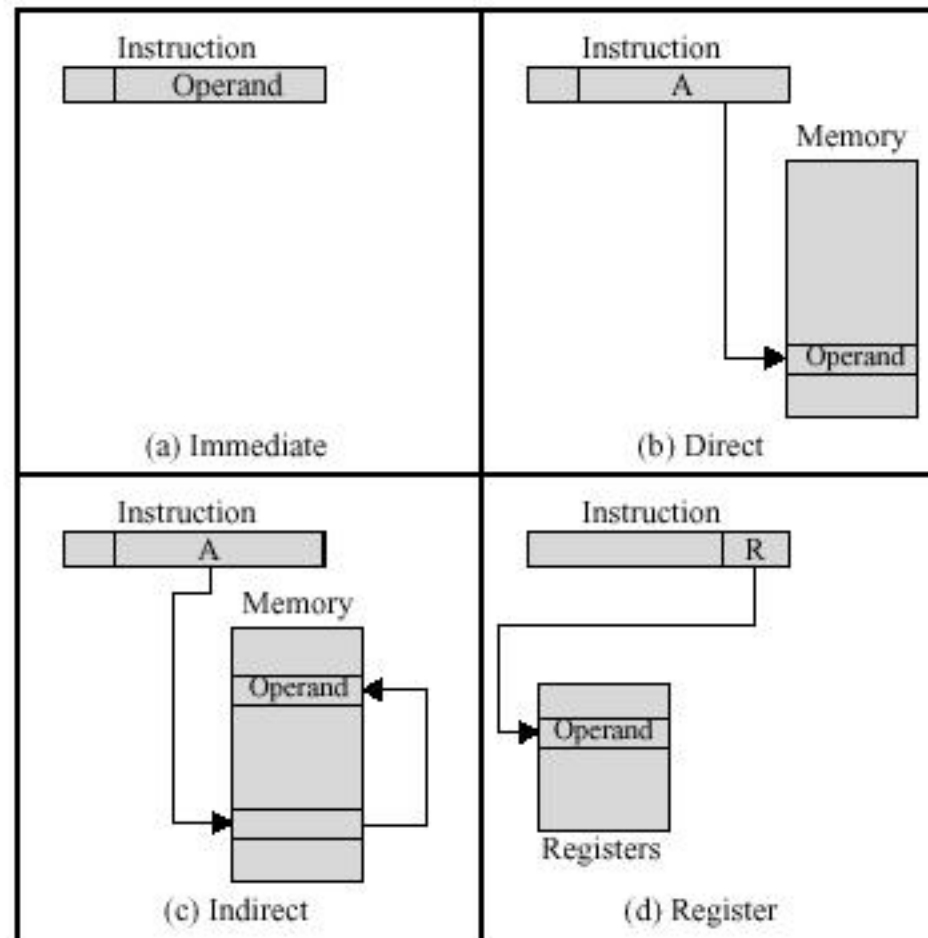 Instruction
Operand
(a) Immediate
Instruction
A
Memory
Operand
(b) Direct
Instruction
A
Memory
Operand
(c) Indirect
Instruction
R
Operand
Registers
(d) Register